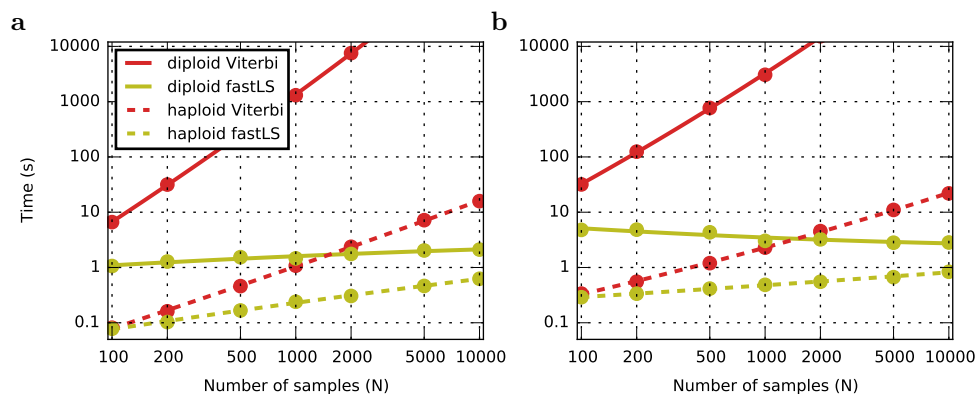 a
b
10000
1000
100
10
1
0.1
Time (s)
diploid Viterbi
diploid fastLS
haploid Viterbi
haploid fastLS
100 200 500 1000 2000 5000 10000
Number of samples (N)
10000
1000
100
10
1
0.1
100 200 500 1000 2000 5000 10000
Number of samples (N)